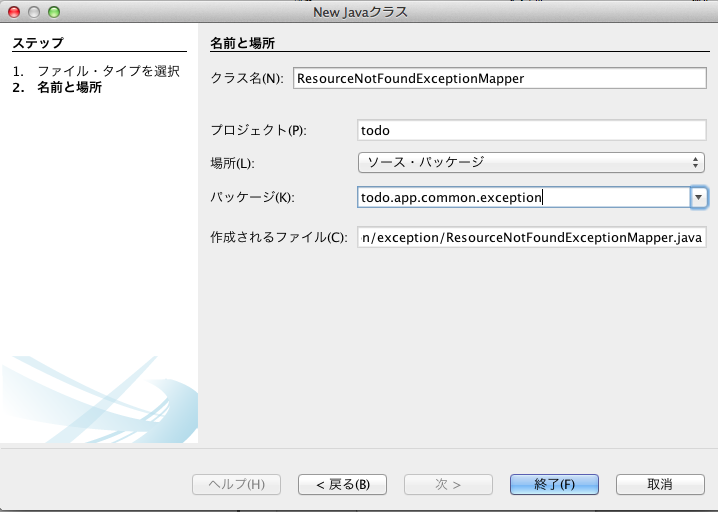 New Javaクラス
ステップ
1. ファイル・タイプを選択
2. 名前と場所
名前と場所
クラス名(N): ResourceNotFoundExceptionMapper
プロジェクト(P): todo
場所(L): ソース・パッケージ
パッケージ(K): todo.app.common.exception
作成されるファイル(C): n/exception/ResourceNotFoundExceptionMapper.java
ヘルプ(H) < 戻る(B) 次 > 終了(F) 取消